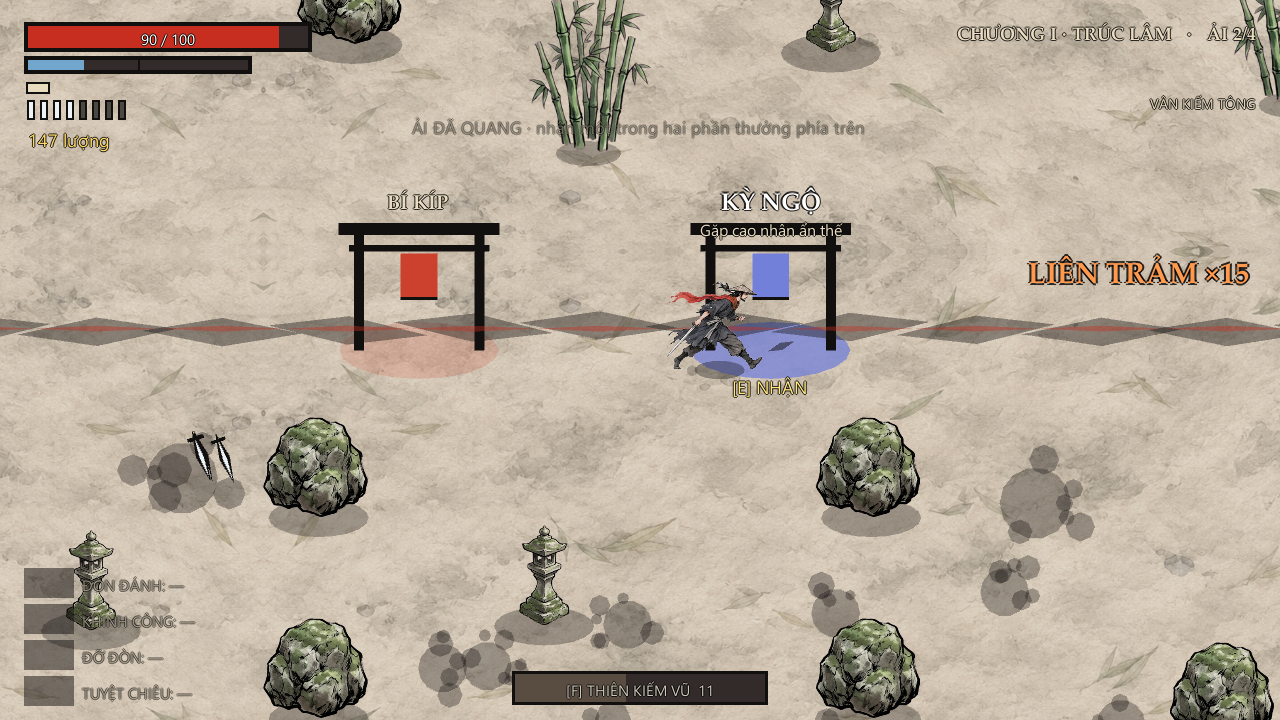 90 / 100
CHƯƠNG I · TRÚC LÂM · ẢI 2/4
VÂN KIẾM TÔNG
147 lượng
ẢI ĐÃ QUANG · nhận một trong hai phần thưởng phía trên
BÍ KÍP
KỲ NGỘ
Gặp cao nhân ẩn thế
LIÊN TRẢM ×15
[E] NHẬN
ĐÒN ĐÁNH: —
KHINH CÔNG: —
ĐỠ ĐÒN: —
TUYỆT CHIÊU: —
[F] THIÊN KIẾM VŨ 11